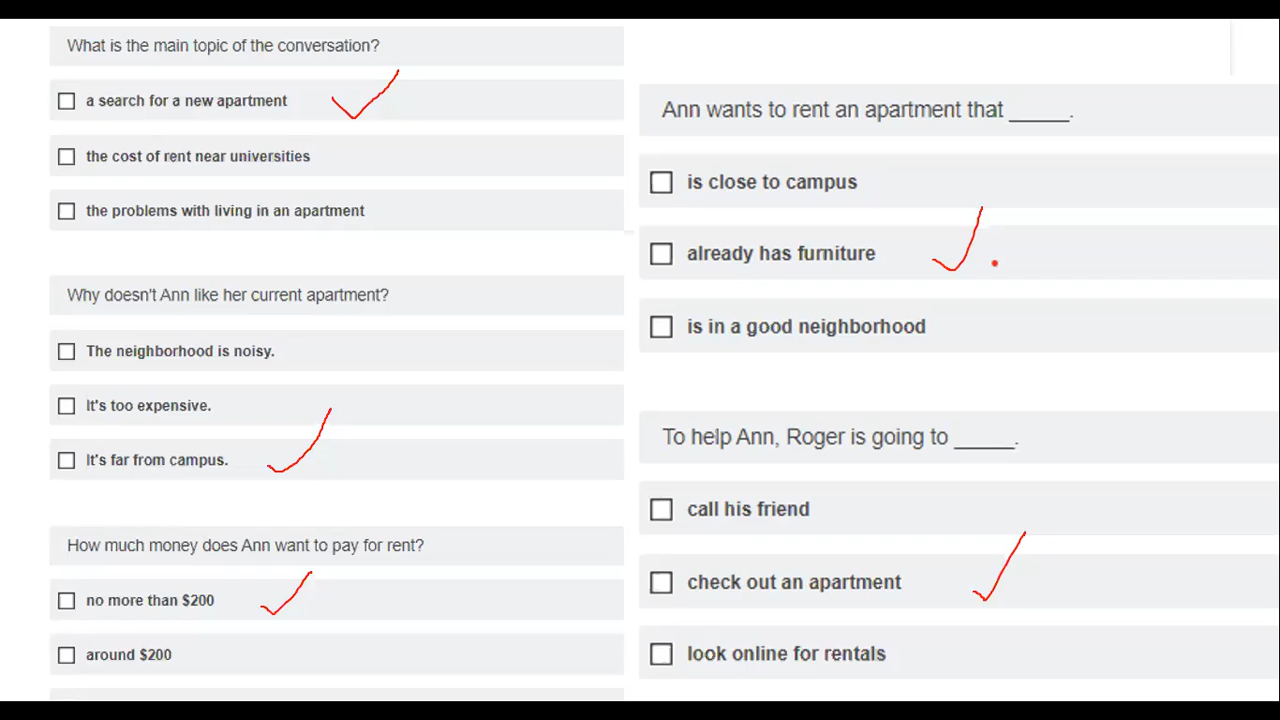 What is the main topic of the conversation?
a search for a new apartment
the cost of rent near universities
the problems with living in an apartment
Why doesn't Ann like her current apartment?
The neighborhood is noisy.
It's too expensive.
It's far from campus.
How much money does Ann want to pay for rent?
no more than $200
around $200
Ann wants to rent an apartment that _____.
is close to campus
already has furniture
is in a good neighborhood
To help Ann, Roger is going to _____.
call his friend
check out an apartment
look online for rentals